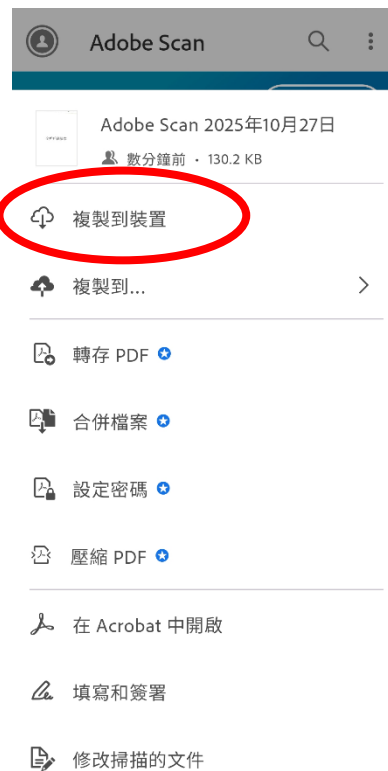 Adobe Scan
Adobe Scan 2025年10月27日
數分鐘前 · 130.2 KB
複製到裝置
複製到...
轉存 PDF
合併檔案
設定密碼
壓縮 PDF
在 Acrobat 中開啟
填寫和簽署
修改掃描的文件